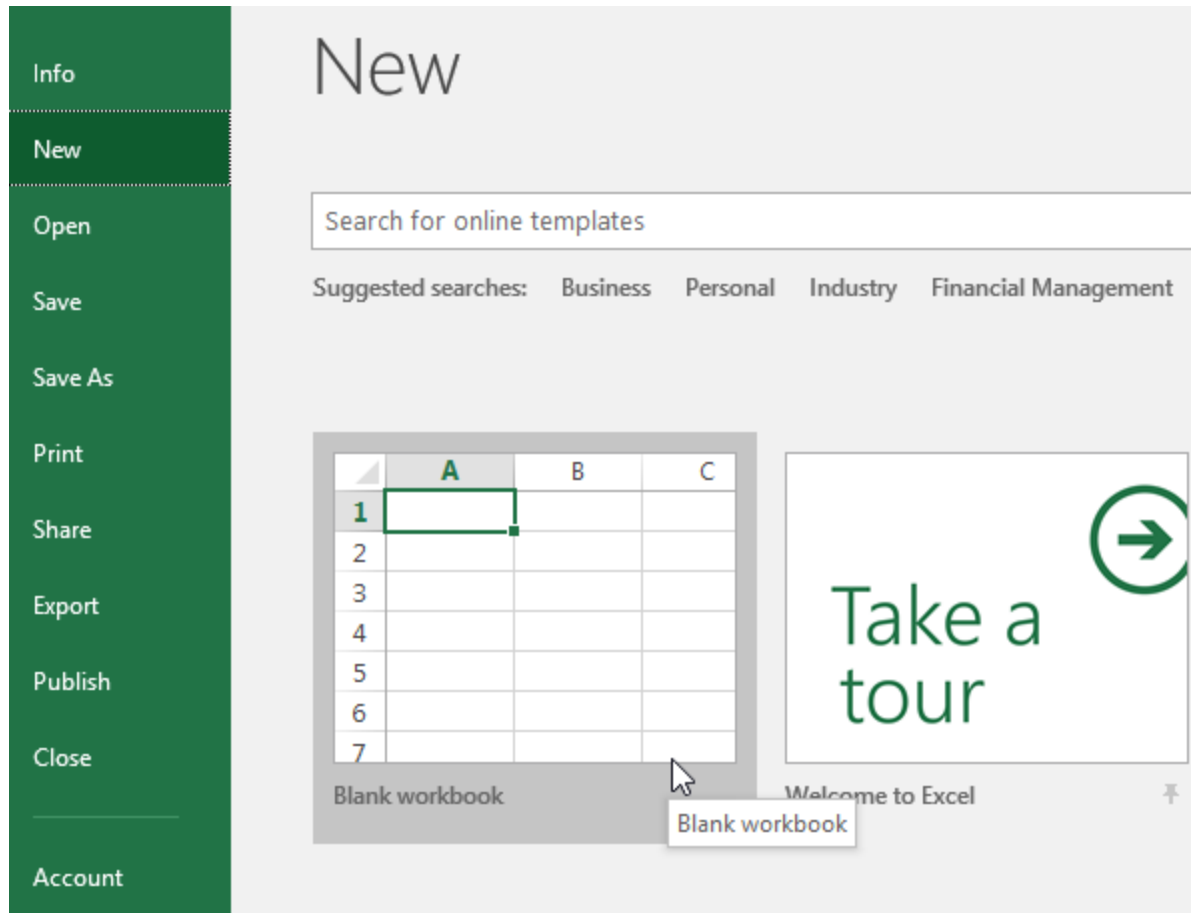 Info
New
Open
Save
Save As
Print
Share
Export
Publish
Close
Account
New
Search for online templates
Suggested searches: Business Personal Industry Financial Management
A B C
1
2
3
4
5
6
7
Blank workbook
Take a
tour
Welcome to Excel
Blank workbook